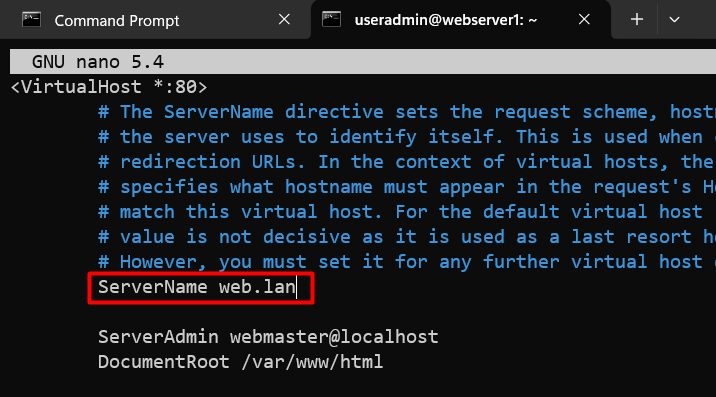 Command Prompt
useradmin@webserver1: ~
GNU nano 5.4
<VirtualHost *:80>
# The ServerName directive sets the request scheme,
# the server uses to identify itself. This is used when
# redirection URLs. In the context of virtual hosts, the
# specifies what hostname must appear in the request's
# match this virtual host. For the default virtual host
# value is not decisive as it is used as a last resort
# However, you must set it for any further virtual host
ServerName web.lan
ServerAdmin webmaster@localhost
DocumentRoot /var/www/html